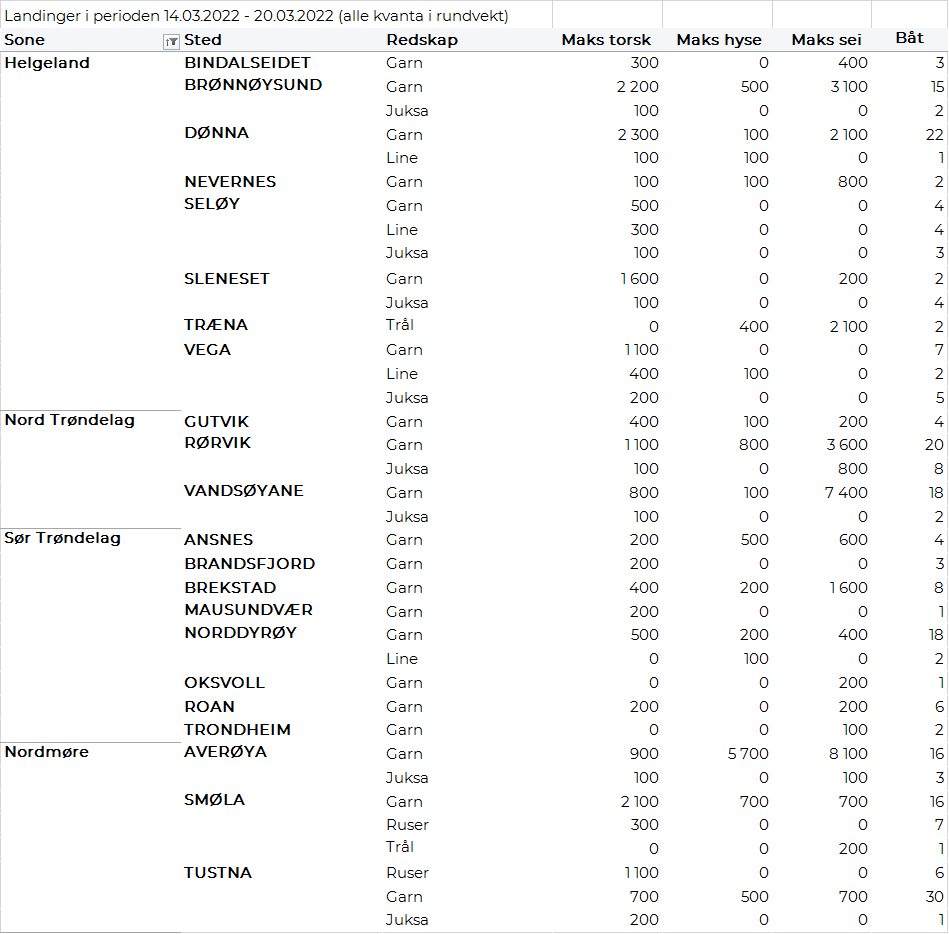 Landinger i perioden 14.03.2022 - 20.03.2022 (alle kvanta i rundvekt)
Sone Sted Redskap Maks torsk Maks hyse Maks sei Båt
Helgeland BINDALSEIDET Garn 300 0 400 3
BRØNNØYSUND Garn 2 200 500 3 100 15
Juksa 100 0 0 2
DØNNA Garn 2 300 100 2 100 22
Line 100 100 0 1
NEVERNES Garn 100 100 800 2
SELØY Garn 500 0 0 4
Line 300 0 0 4
Juksa 100 0 0 3
SLENESET Garn 1 600 0 200 2
Juksa 100 0 0 4
TRÆNA Trål 0 400 2 100 2
VEGA Garn 1 100 0 0 7
Line 400 100 0 2
Juksa 200 0 0 5
Nord Trøndelag GUTVIK Garn 400 100 200 4
RØRVIK Garn 1 100 800 3 600 20
Juksa 100 0 800 8
VANDSØYANE Garn 800 100 7 400 18
Juksa 100 0 0 2
Sør Trøndelag ANSNES Garn 200 500 600 4
BRANDSFJORD Garn 200 0 0 3
BREKSTAD Garn 400 200 1 600 8
MAUSUNDVÆR Garn 200 0 0 1
NORDDYRØY Garn 500 200 400 18
Line 0 100 0 2
OKSVOLL Garn 0 0 200 1
ROAN Garn 200 0 200 6
TRONDHEIM Garn 0 0 100 2
Nordmøre AVERØYA Garn 900 5 700 8 100 16
Juksa 100 0 100 3
SMØLA Garn 2 100 700 700 16
Ruser 300 0 0 7
Trål 0 0 200 1
TUSTNA Ruser 1 100 0 0 6
Garn 700 500 700 30
Juksa 200 0 0 1